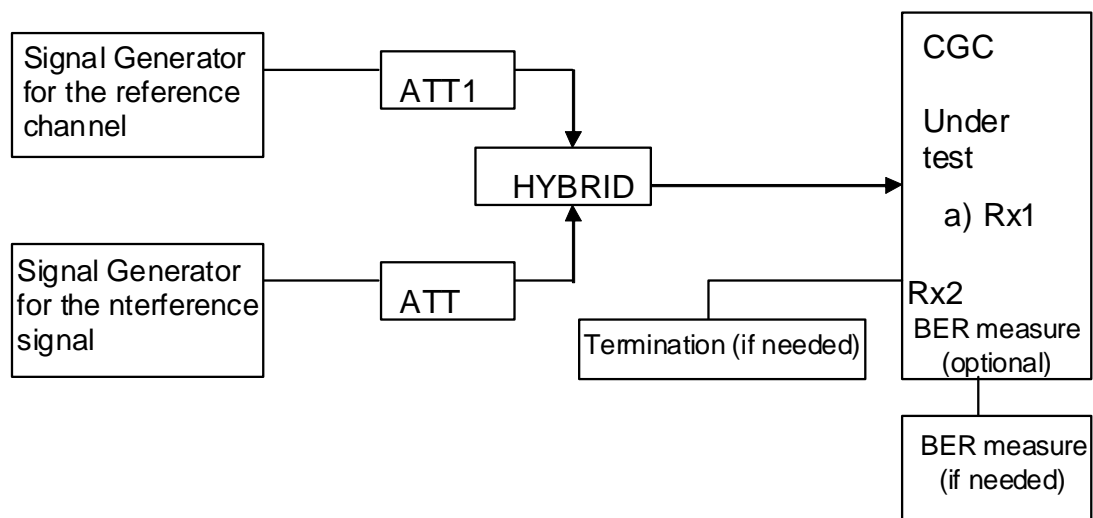 Signal Generator
for the reference
channel
ATT1
HYBRID
Signal Generator
for the nterference
signal
ATT
CGC
Under
test
a) Rx1
Rx2
BER measure
(optional)
Termination (if needed)
BER measure
(if needed)